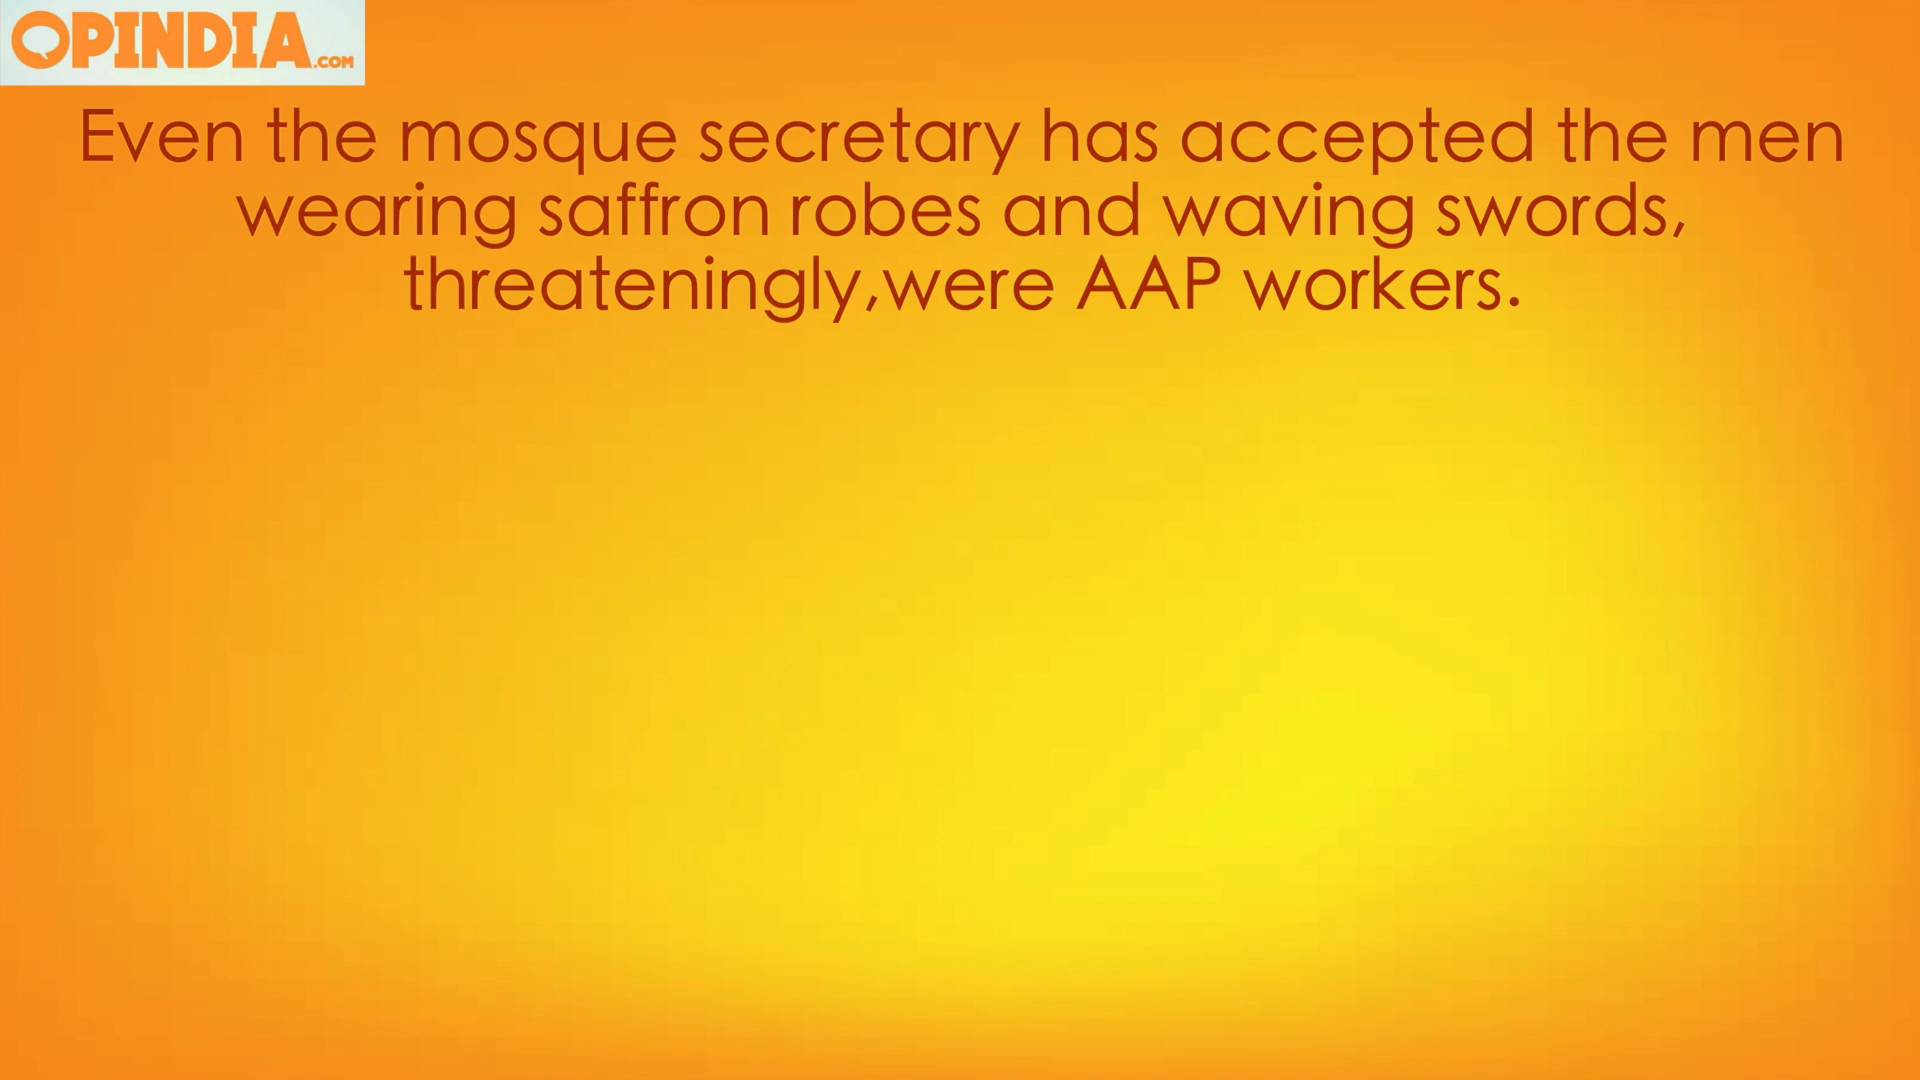 OPINDIA.COM
Even the mosque secretary has accepted the men
wearing saffron robes and waving swords,
threateningly,were AAP workers.